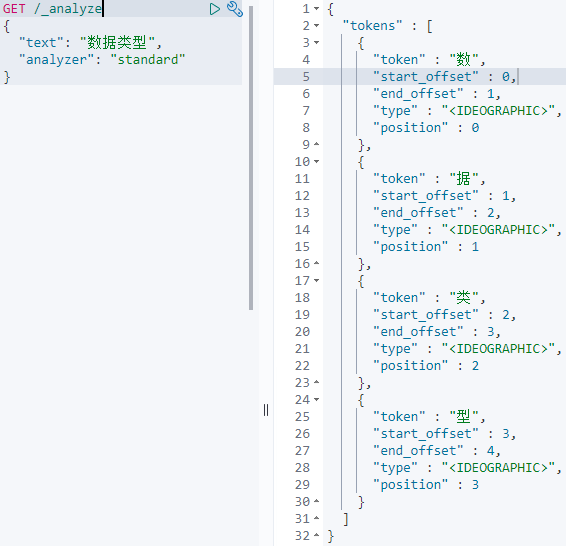 GET /_analyze
{
  "text": "数据类型",
  "analyzer": "standard"
}
1 {
2   "tokens" : [
3     {
4       "token" : "数",
5       "start_offset" : 0,
6       "end_offset" : 1,
7       "type" : "<IDEOGRAPHIC>",
8       "position" : 0
9     },
10     {
11       "token" : "据",
12       "start_offset" : 1,
13       "end_offset" : 2,
14       "type" : "<IDEOGRAPHIC>",
15       "position" : 1
16     },
17     {
18       "token" : "类",
19       "start_offset" : 2,
20       "end_offset" : 3,
21       "type" : "<IDEOGRAPHIC>",
22       "position" : 2
23     },
24     {
25       "token" : "型",
26       "start_offset" : 3,
27       "end_offset" : 4,
28       "type" : "<IDEOGRAPHIC>",
29       "position" : 3
30     }
31   ]
32 }